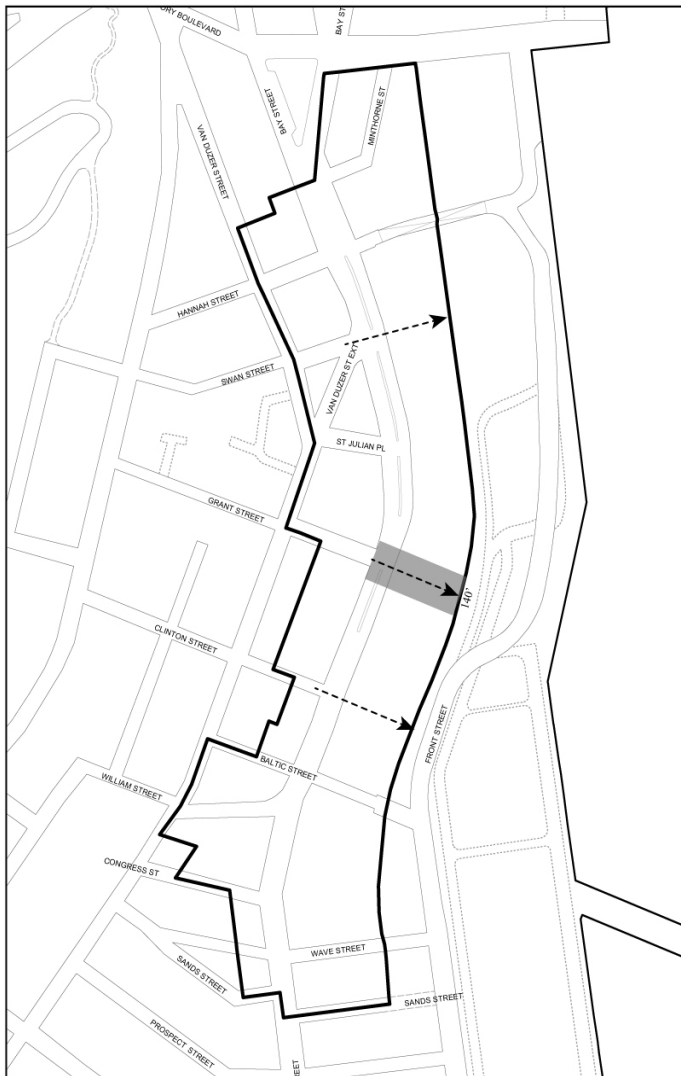 ORY BOULEVARD
BAY ST
BAY STREET
MINTHORNE ST
VAN DUZER STREET
HANNAH STREET
SWAN STREET
VAN DUZER ST EXT
ST JULIAN PL
GRANT STREET
140'
CLINTON STREET
FRONT STREET
BALTIC STREET
WILLIAM STREET
CONGRESS ST
WAVE STREET
SANDS STREET
SANDS STREET
PROSPECT STREET
REET